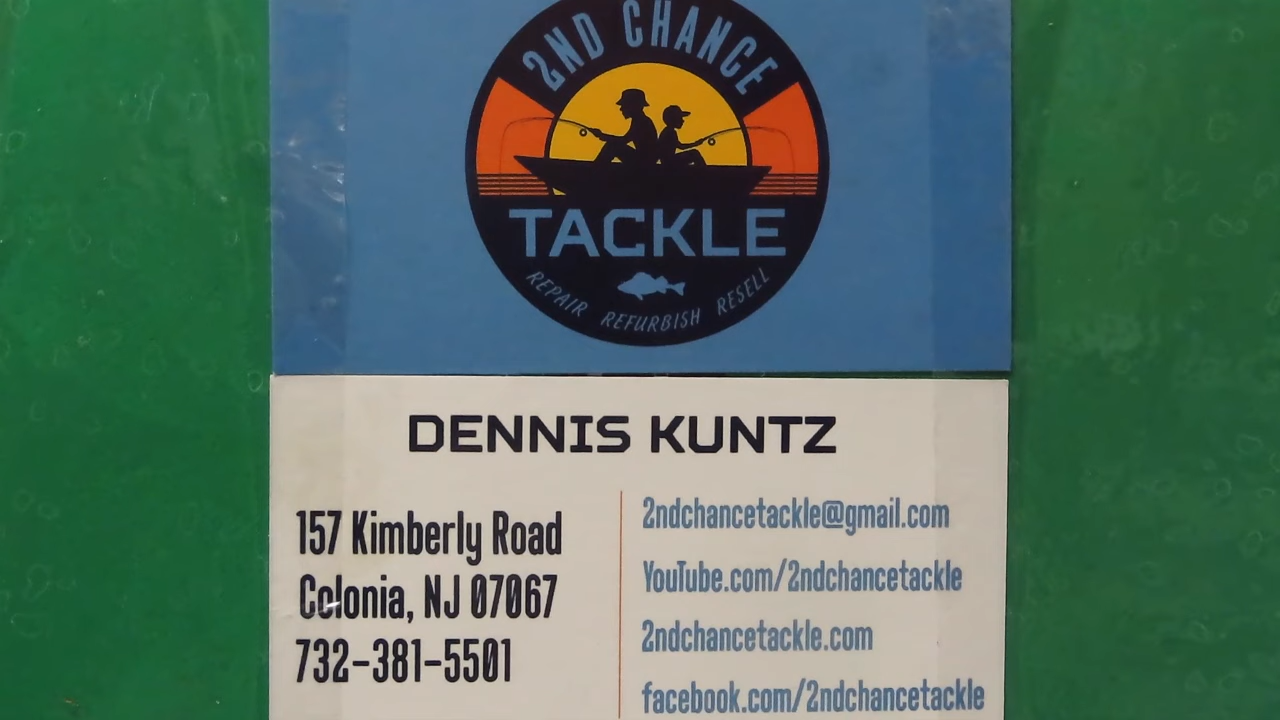 2ND CHANCE
TACKLE
REPAIR REFURBISH RESELL
DENNIS KUNTZ
157 Kimberly Road
Colonia, NJ 07067
732-381-5501
2ndchancetackle@gmail.com
YouTube.com/2ndchancetackle
2ndchancetackle.com
facebook.com/2ndchancetackle